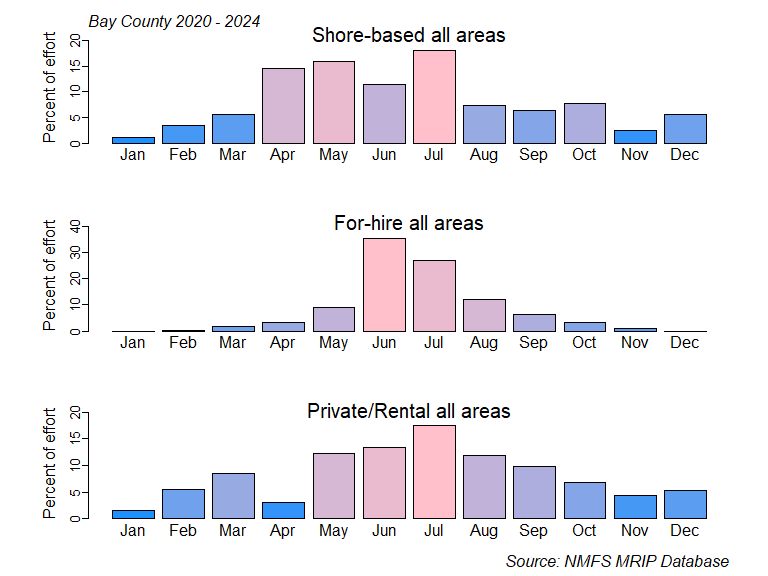 Bay County 2020 - 2024
Shore-based all areas
Percent of effort
20
15
10
5
0
Jan Feb Mar Apr May Jun Jul Aug Sep Oct Nov Dec
For-hire all areas
Percent of effort
40
30
20
10
0
Jan Feb Mar Apr May Jun Jul Aug Sep Oct Nov Dec
Private/Rental all areas
Percent of effort
20
15
10
5
0
Jan Feb Mar Apr May Jun Jul Aug Sep Oct Nov Dec
Source: NMFS MRIP Database